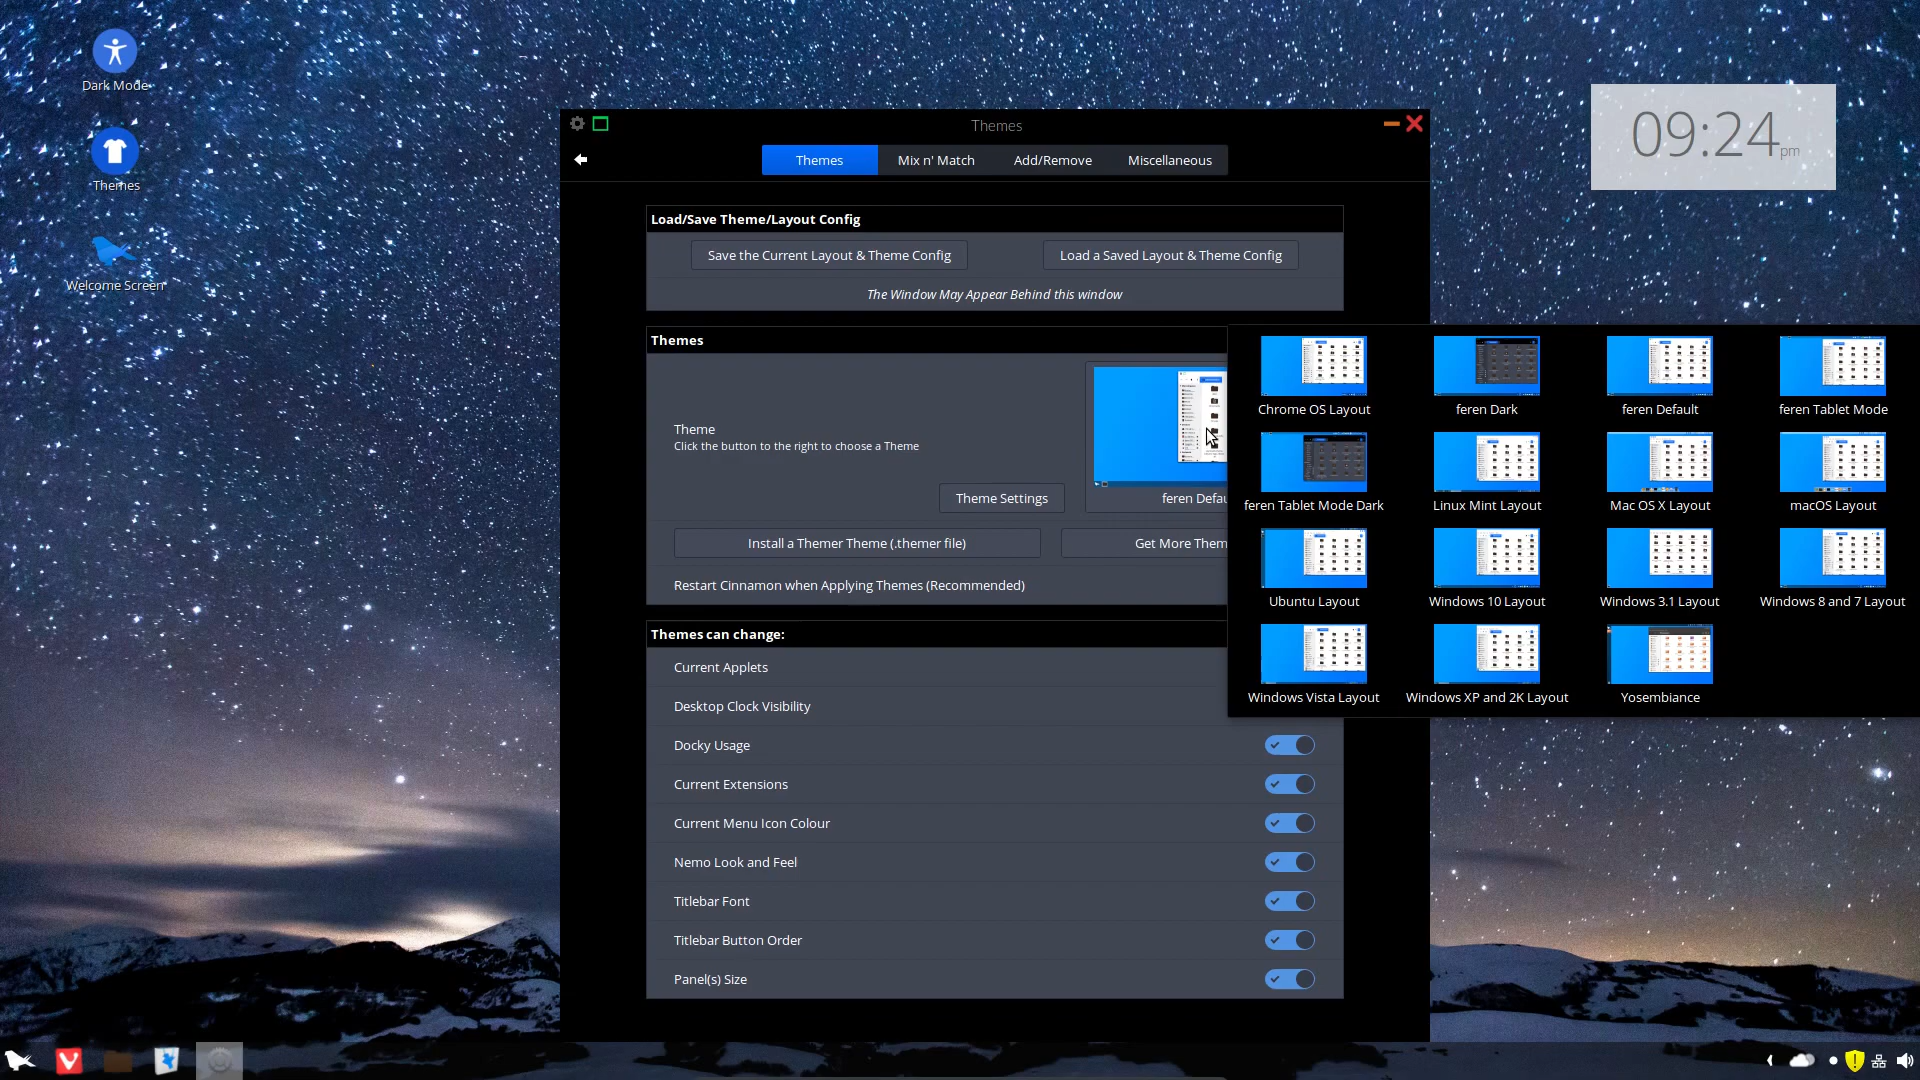 Dark Mode
Themes
Welcome Screen
09:24 pm
Themes
Themes
Mix n' Match
Add/Remove
Miscellaneous
Load/Save Theme/Layout Config
Save the Current Layout & Theme Config
Load a Saved Layout & Theme Config
The Window May Appear Behind this window
Themes
Theme
Click the button to the right to choose a Theme
Theme Settings
feren Defau
Install a Themer Theme (.themer file)
Get More Them
Restart Cinnamon when Applying Themes (Recommended)
Chrome OS Layout
feren Dark
feren Default
feren Tablet Mode
feren Tablet Mode Dark
Linux Mint Layout
Mac OS X Layout
macOS Layout
Ubuntu Layout
Windows 10 Layout
Windows 3.1 Layout
Windows 8 and 7 Layout
Windows Vista Layout
Windows XP and 2K Layout
Yosembiance
Themes can change:
Current Applets
Desktop Clock Visibility
Docky Usage
Current Extensions
Current Menu Icon Colour
Nemo Look and Feel
Titlebar Font
Titlebar Button Order
Panel(s) Size